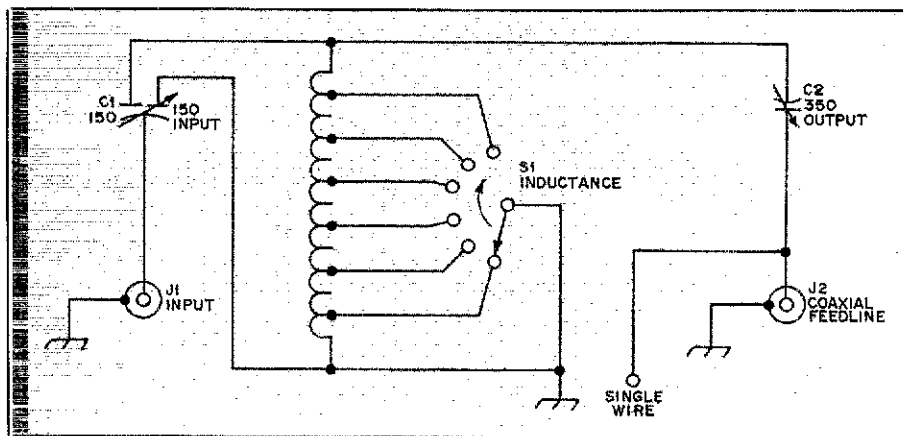 C1
150
150
INPUT
C2
350
OUTPUT
S1
INDUCTANCE
J1
INPUT
J2
COAXIAL
FEEDLINE
SINGLE
WIRE